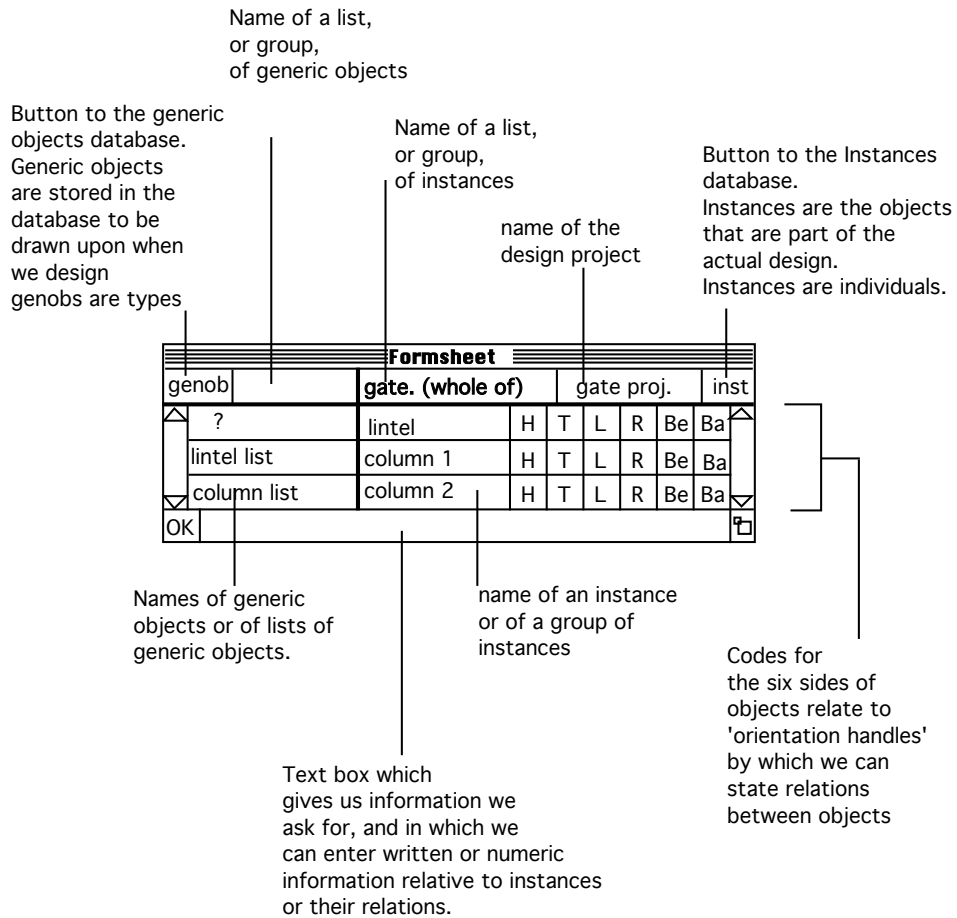 Name of a list,
or group,
of generic objects
Button to the generic
objects database.
Generic objects
are stored in the
database to be
drawn upon when
we design
genobs are types
Name of a list,
or group,
of instances
name of the
design project
Button to the Instances
database.
Instances are the objects
that are part of the
actual design.
Instances are individuals.
Formsheet
genob gate. (whole of) gate proj. inst
? lintel H T L R Be Ba
lintel list column 1 H T L R Be Ba
column list column 2 H T L R Be Ba
OK
Names of generic
objects or of lists of
generic objects.
name of an instance
or of a group of
instances
Codes for
the six sides of
objects relate to
'orientation handles'
by which we can
state relations
between objects
Text box which
gives us information we
ask for, and in which we
can enter written or numeric
information relative to instances
or their relations.